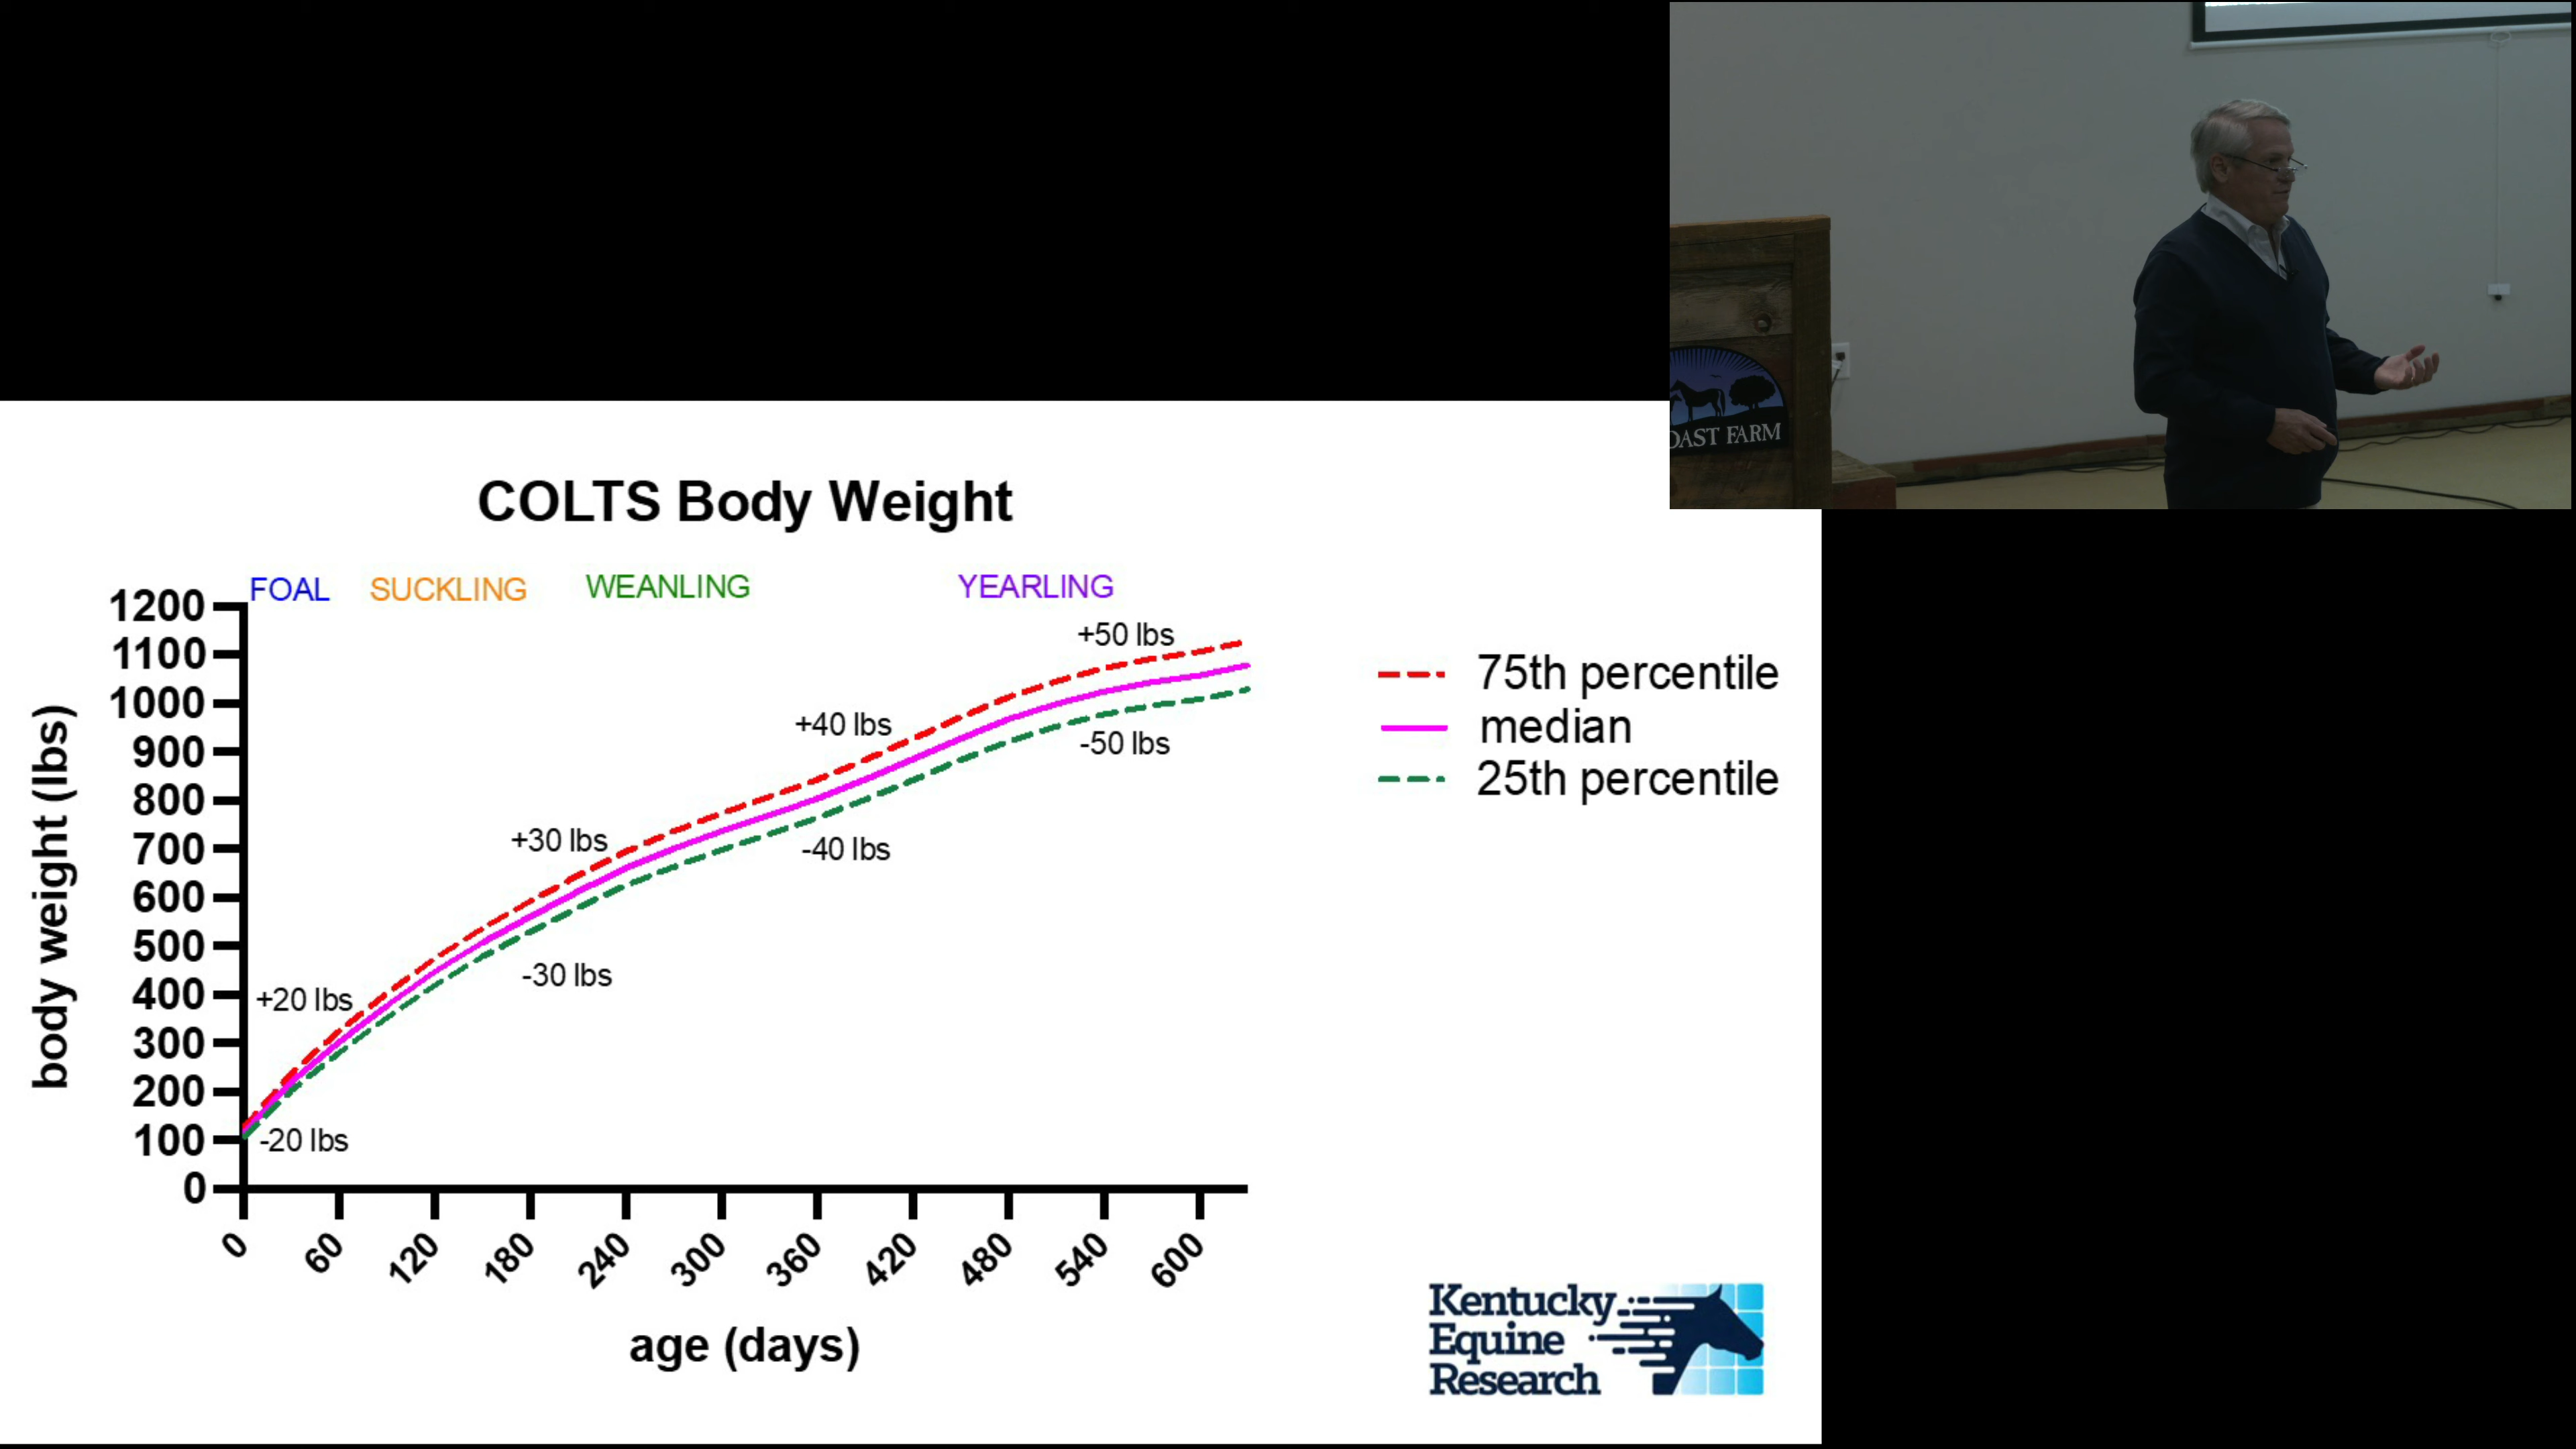 COLTS Body Weight
FOAL SUCKLING WEANLING YEARLING
body weight (lbs)
1200
1100
1000
900
800
700
600
500
400
300
200
100
0
+20 lbs
-20 lbs
+30 lbs
-30 lbs
+40 lbs
-40 lbs
+50 lbs
-50 lbs
0 60 120 180 240 300 360 420 480 540 600
age (days)
75th percentile
median
25th percentile
Kentucky
Equine
Research
OAST FARM